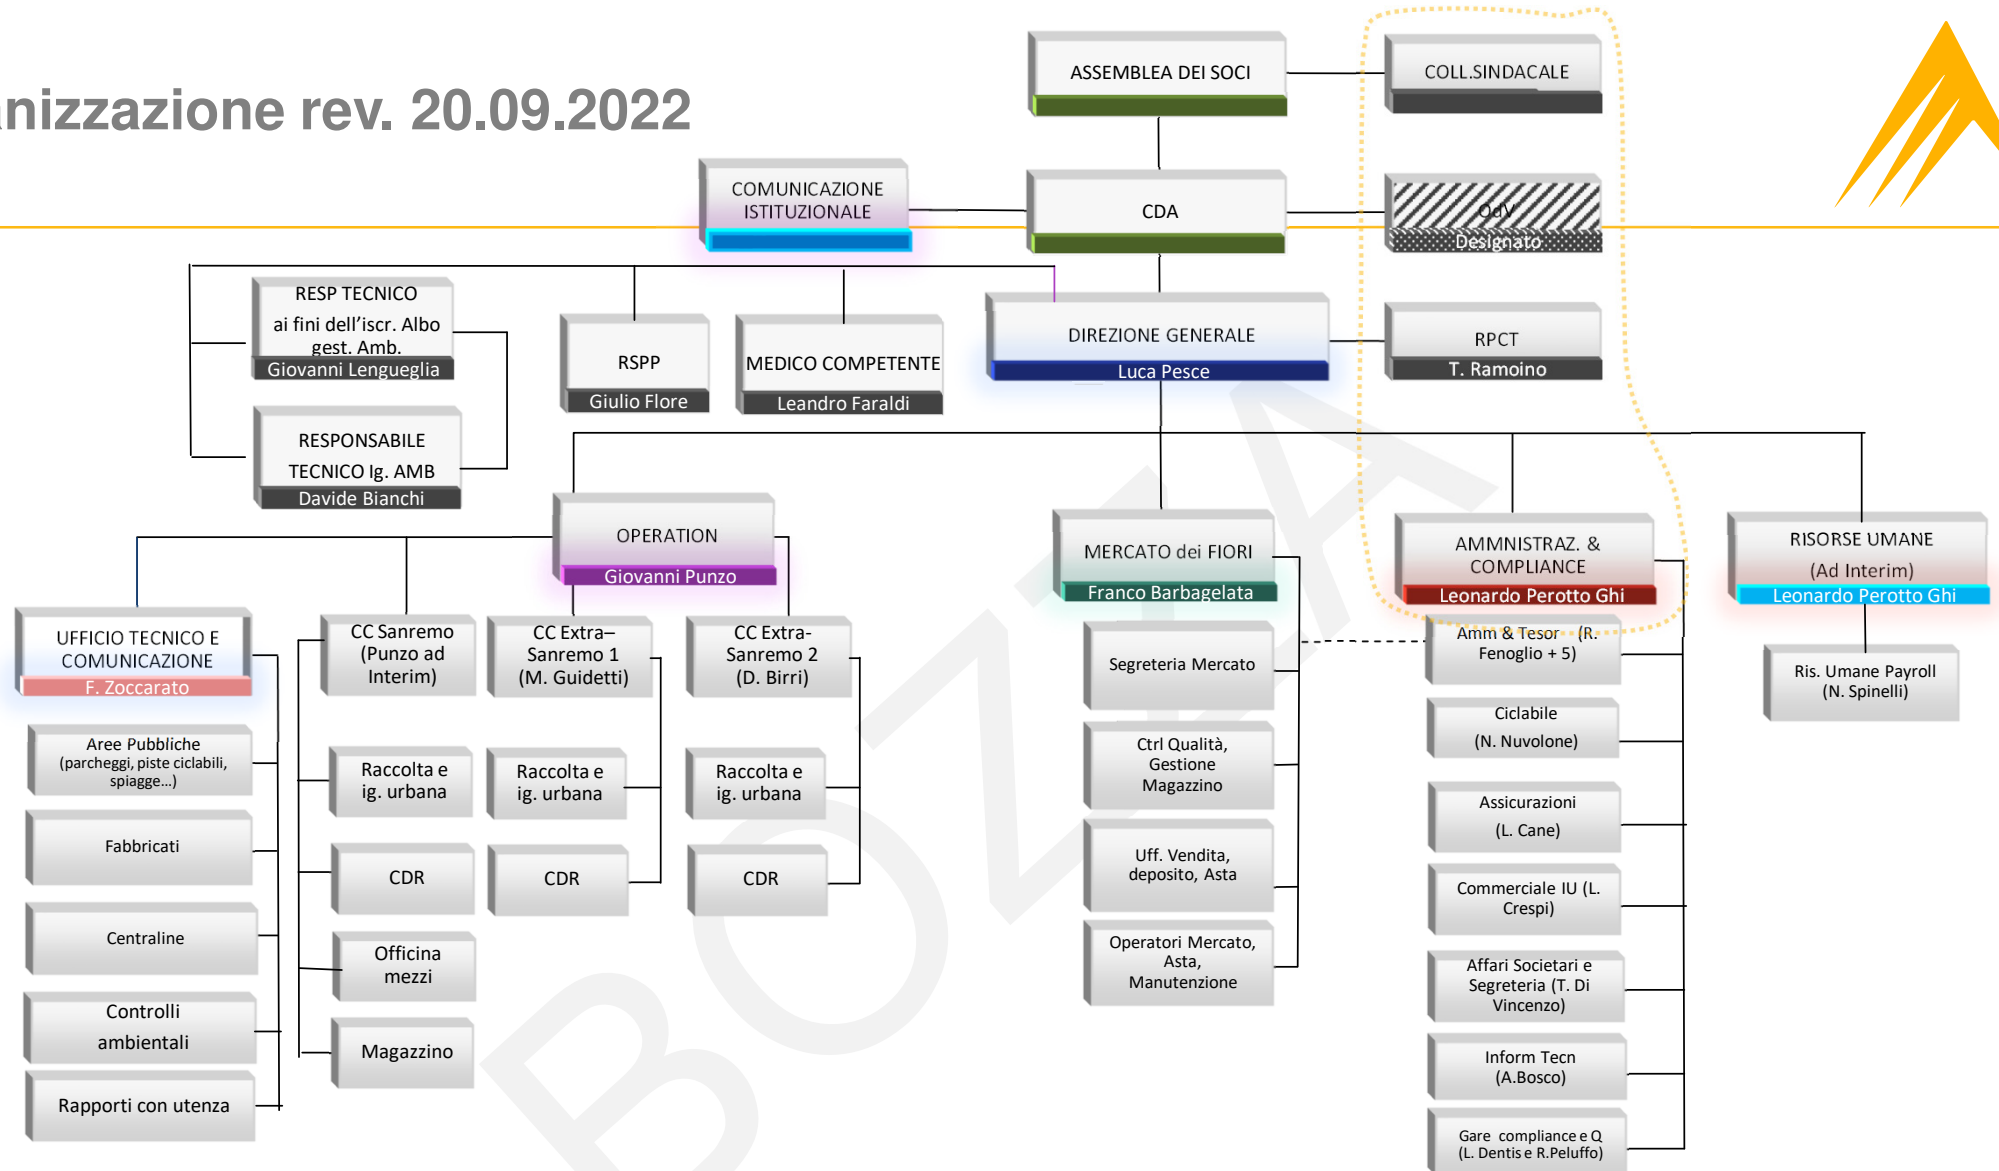 anizzazione rev. 20.09.2022
ASSEMBLEA DEI SOCI
COLL.SINDACALE
COMUNICAZIONE
ISTITUZIONALE
CDA
OdV
Designato
RESP TECNICO
ai fini dell’iscr. Albo
gest. Amb.
Giovanni Lengueglia
RSPP
Giulio Flore
MEDICO COMPETENTE
Leandro Faraldi
DIREZIONE GENERALE
Luca Pesce
RPCT
T. Ramoino
RESPONSABILE
TECNICO Ig. AMB
Davide Bianchi
OPERATION
Giovanni Punzo
MERCATO dei FIORI
Franco Barbagelata
AMMNISTRAZ. &
COMPLIANCE
Leonardo Perotto Ghi
RISORSE UMANE
(Ad Interim)
Leonardo Perotto Ghi
UFFICIO TECNICO E
COMUNICAZIONE
F. Zoccarato
CC Sanremo
(Punzo ad
Interim)
CC Extra–
Sanremo 1
(M. Guidetti)
CC Extra-
Sanremo 2
(D. Birri)
Segreteria Mercato
Amm & Tesor (R.
Fenoglio + 5)
Ris. Umane Payroll
(N. Spinelli)
Aree Pubbliche
(parcheggi, piste ciclabili,
spiagge…)
Raccolta e
ig. urbana
Raccolta e
ig. urbana
Raccolta e
ig. urbana
Ctrl Qualità,
Gestione
Magazzino
Ciclabile
(N. Nuvolone)
Fabbricati
CDR
CDR
CDR
Uff. Vendita,
deposito, Asta
Assicurazioni
(L. Cane)
Commerciale IU (L.
Crespi)
Centraline
Officina
mezzi
Operatori Mercato,
Asta,
Manutenzione
Affari Societari e
Segreteria (T. Di
Vincenzo)
Controlli
ambientali
Magazzino
Inform Tecn
(A.Bosco)
Rapporti con utenza
Gare compliance e Q
(L. Dentis e R.Peluffo)
BOZZA